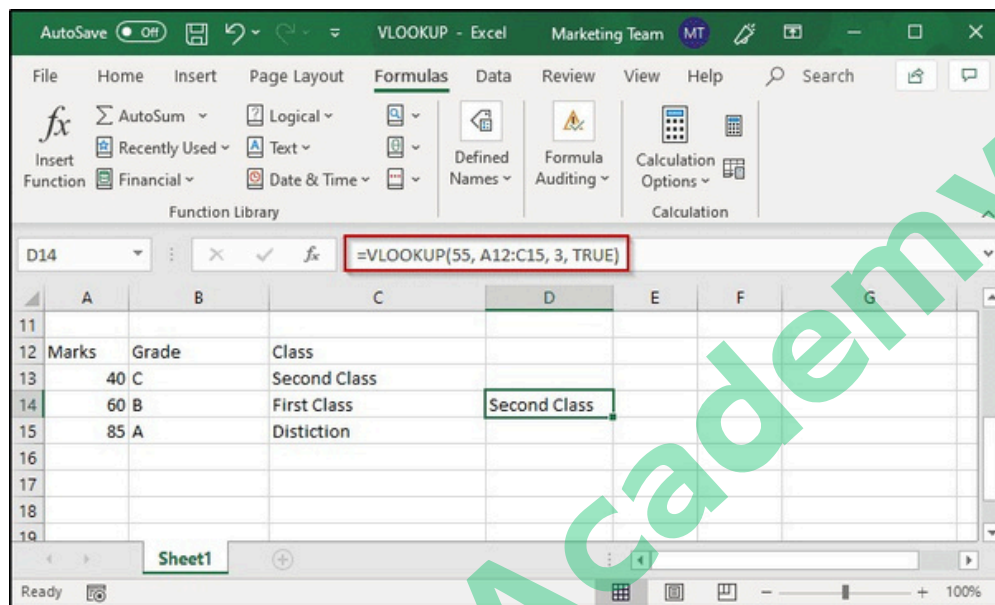 AutoSave Off VLOOKUP - Excel Marketing Team MT
File Home Insert Page Layout Formulas Data Review View Help Search
fx Insert Function
∑ AutoSum
Recently Used
Financial
? Logical
A Text
Date & Time
θ
Defined Names
Formula Auditing
Calculation Options
Function Library Calculation
D14 fx =VLOOKUP(55, A12:C15, 3, TRUE)
A B C D E F G
11
12 Marks Grade Class
13 40 C Second Class
14 60 B First Class Second Class
15 85 A Distiction
16
17
18
19
Sheet1
Ready 100%
Academy